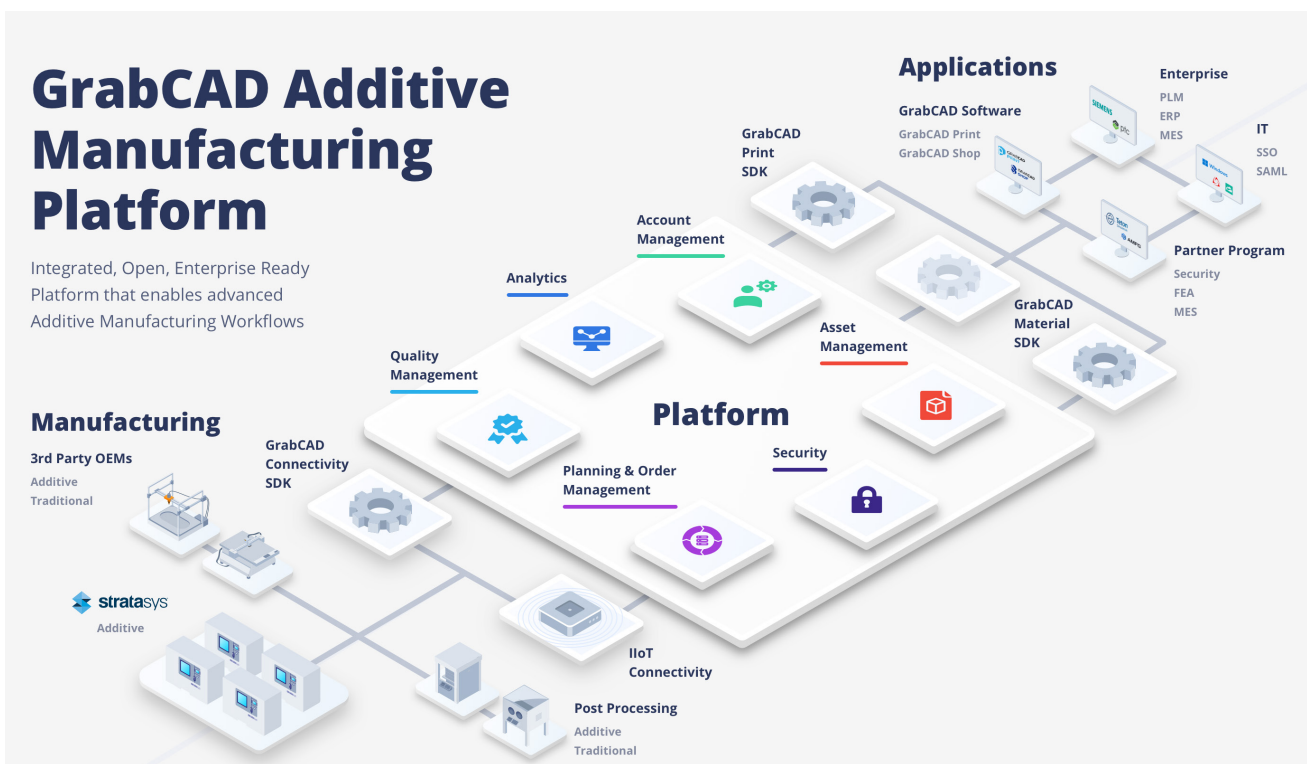 GrabCAD Additive
Manufacturing
Platform
Integrated, Open, Enterprise Ready
Platform that enables advanced
Additive Manufacturing Workflows
Applications
GrabCAD Software
GrabCAD Print
GrabCAD Shop
Enterprise
PLM
ERP
MES
IT
SSO
SAML
Partner Program
Security
FEA
MES
SIEMENS
ptc
Windows
GrabCAD
Print
SDK
GrabCAD
Material
SDK
Account
Management
Analytics
Quality
Management
Asset
Management
Platform
Security
Planning & Order
Management
Manufacturing
3rd Party OEMs
Additive
Traditional
GrabCAD
Connectivity
SDK
stratasys
Additive
IIoT
Connectivity
Post Processing
Additive
Traditional